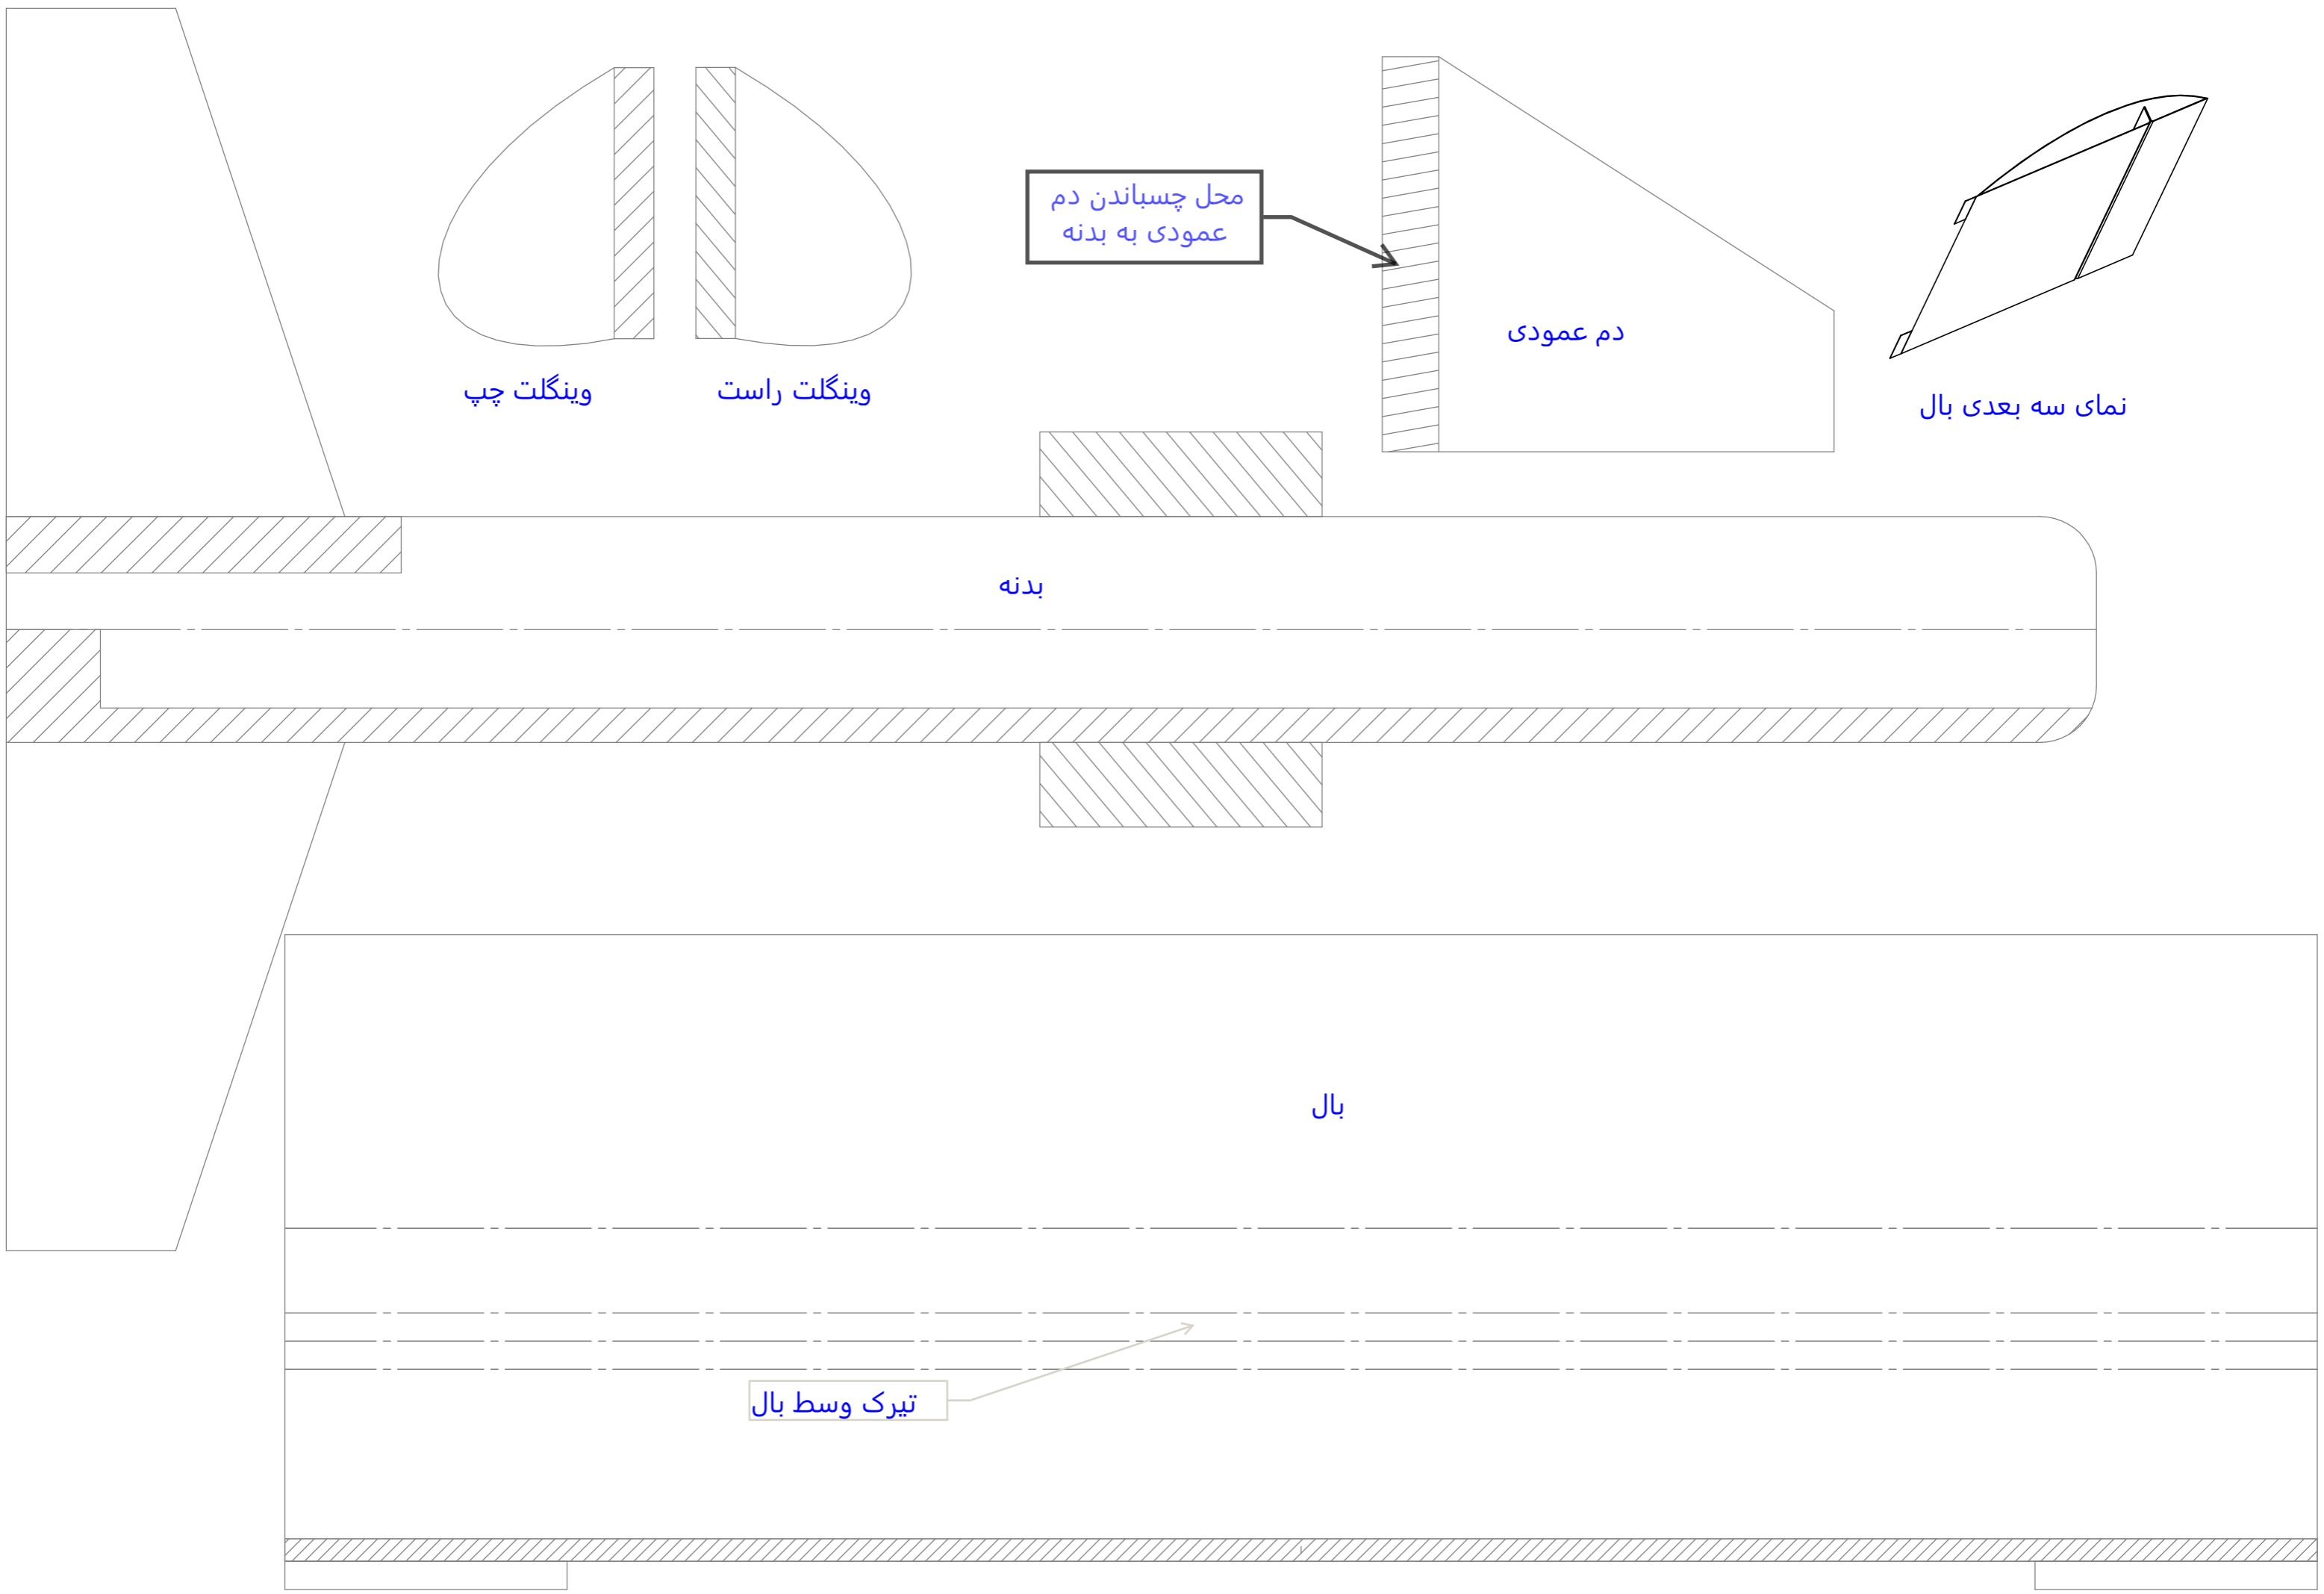 محل چسباندن دم
عمودی به بدنه
دم عمودی
وینگلت چپ
وینگلت راست
نمای سه بعدی بال
بدنه
بال
تیرک وسط بال